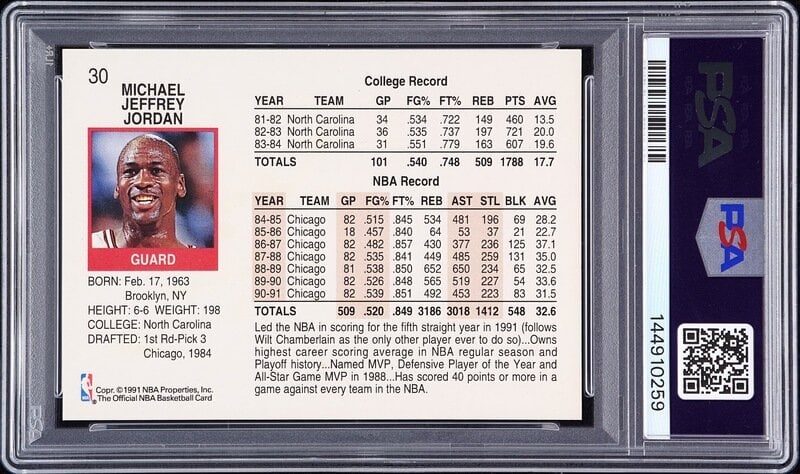 30
MICHAEL
JEFFREY
JORDAN
GUARD
BORN: Feb. 17, 1963
Brooklyn, NY
HEIGHT: 6-6 WEIGHT: 198
COLLEGE: North Carolina
DRAFTED: 1st Rd-Pick 3
Chicago, 1984
NBA
Copr. ©1991 NBA Properties, Inc.
The Official NBA Basketball Card
College Record
YEAR TEAM GP FG% FT% REB PTS AVG
81-82 North Carolina 34 .534 .722 149 460 13.5
82-83 North Carolina 36 .535 .737 197 721 20.0
83-84 North Carolina 31 .551 .779 163 607 19.6
TOTALS 101 .540 .748 509 1788 17.7
NBA Record
YEAR TEAM GP FG% FT% REB AST STL BLK AVG
84-85 Chicago 82 .515 .845 534 481 196 69 28.2
85-86 Chicago 18 .457 .840 64 53 37 21 22.7
86-87 Chicago 82 .482 .857 430 377 236 125 37.1
87-88 Chicago 82 .535 .841 449 485 259 131 35.0
88-89 Chicago 81 .538 .850 652 650 234 65 32.5
89-90 Chicago 82 .526 .848 565 519 227 54 33.6
90-91 Chicago 82 .539 .851 492 453 223 83 31.5
TOTALS 509 .520 .849 3186 3018 1412 548 32.6
Led the NBA in scoring for the fifth straight year in 1991 (follows
Wilt Chamberlain as the only other player ever to do so)...Owns
highest career scoring average in NBA regular season and
Playoff history...Named MVP, Defensive Player of the Year and
All-Star Game MVP in 1988...Has scored 40 points or more in a
game against every team in the NBA.
PSA
PSA
144910259